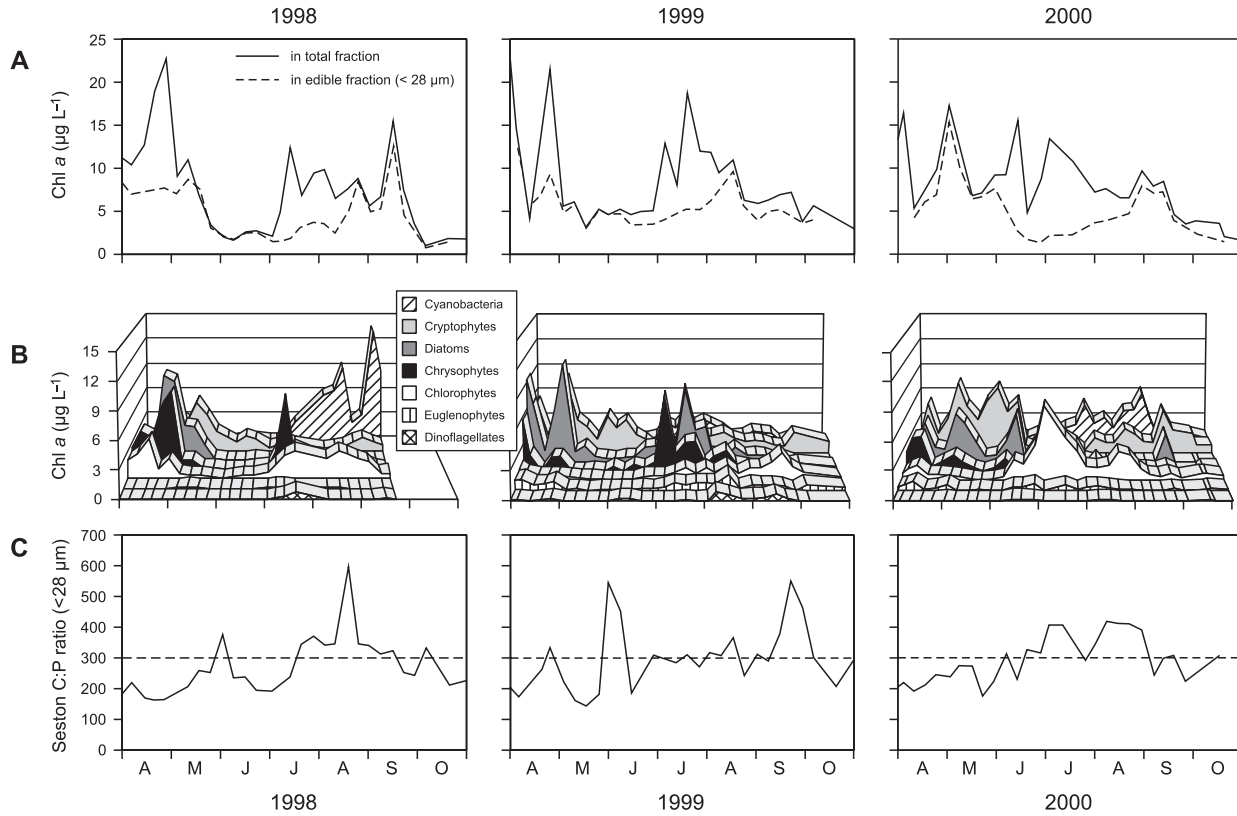 1998 1999 2000
A
Chl a (µg L–1)
25
20
15
10
5
0
in total fraction
in edible fraction (< 28 µm)
B
Chl a (µg L–1)
15
12
9
6
3
0
Cyanobacteria
Cryptophytes
Diatoms
Chrysophytes
Chlorophytes
Euglenophytes
Dinoflagellates
C
Seston C:P ratio (<28 µm)
700
600
500
400
300
200
100
0
A M J J A S O A M J J A S O A M J J A S O
1998 1999 2000